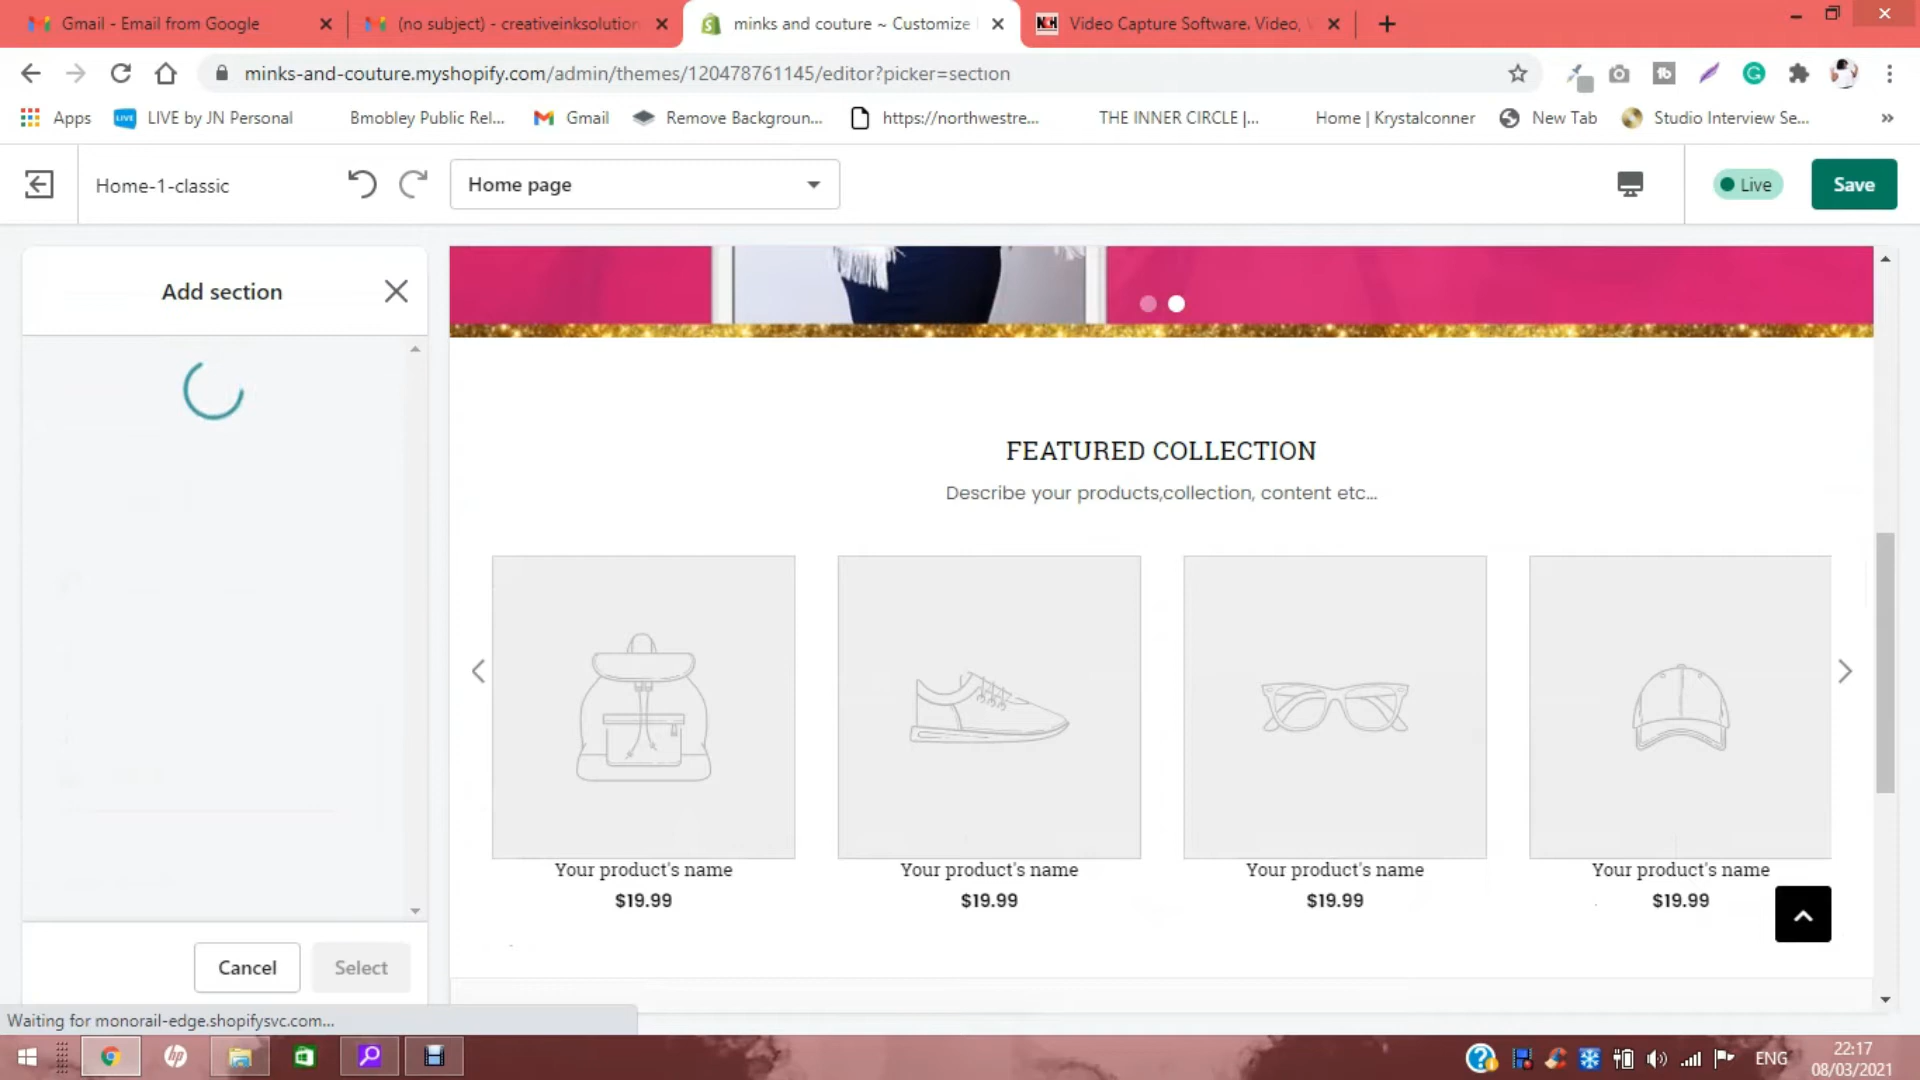 Gmail - Email from Google
(no subject) - creativeinksolution
minks and couture ~ Customize
NCH
Video Capture Software. Video,
minks-and-couture.myshopify.com/admin/themes/120478761145/editor?picker=section
Apps
LIVE
LIVE by JN Personal
Bmobley Public Rel...
Gmail
Remove Backgroun...
https://northwestre...
THE INNER CIRCLE |...
Home | Krystalconner
New Tab
Studio Interview Se...
»
Home-1-classic
Home page
Live
Save
Add section
FEATURED COLLECTION
Describe your products,collection, content etc...
Your product's name
$19.99
Your product's name
$19.99
Your product's name
$19.99
Your product's name
$19.99
Cancel
Select
Waiting for monorail-edge.shopifysvc.com...
hp
ENG
22:17
08/03/2021